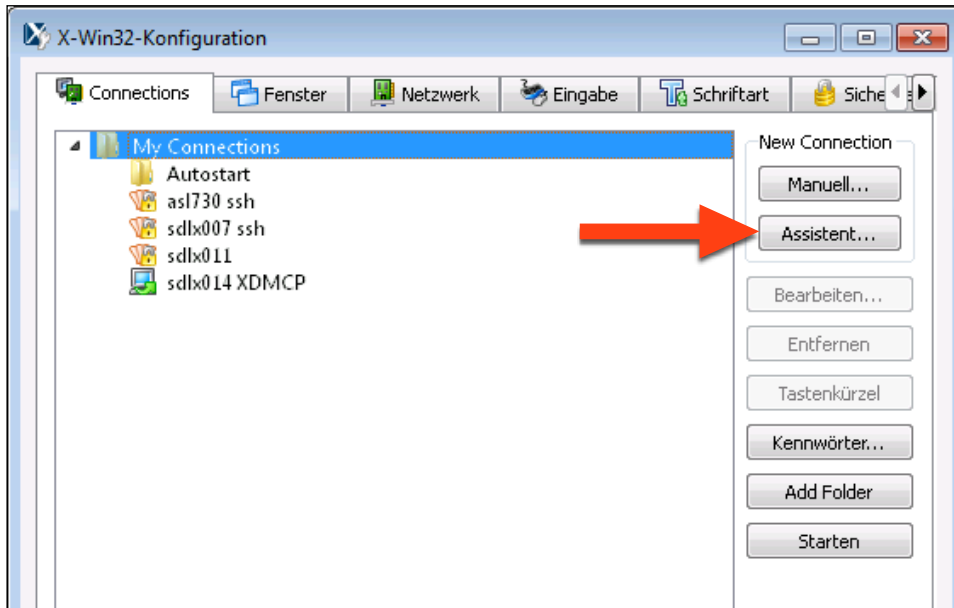 X-Win32-Konfiguration
Connections
Fenster
Netzwerk
Eingabe
Schriftart
Siche
My Connections
Autostart
asl730 ssh
sdlx007 ssh
sdlx011
sdlx014 XDMCP
New Connection
Manuell...
Assistent...
Bearbeiten...
Entfernen
Tastenkürzel
Kennwörter...
Add Folder
Starten